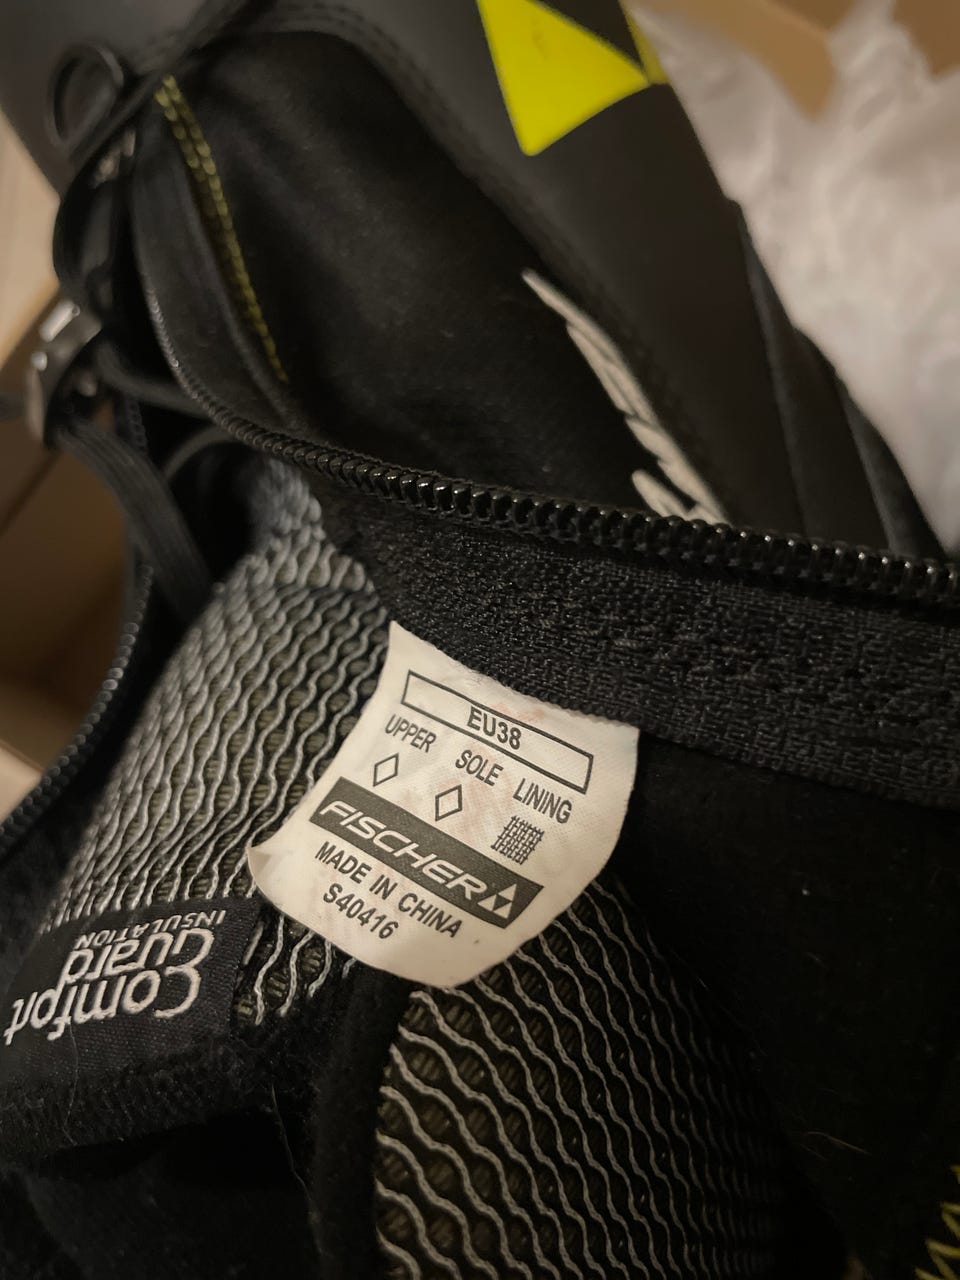 EU38
UPPER SOLE LINING
FISCHER
MADE IN CHINA
S40416
Comfort
Guard
INSULATION